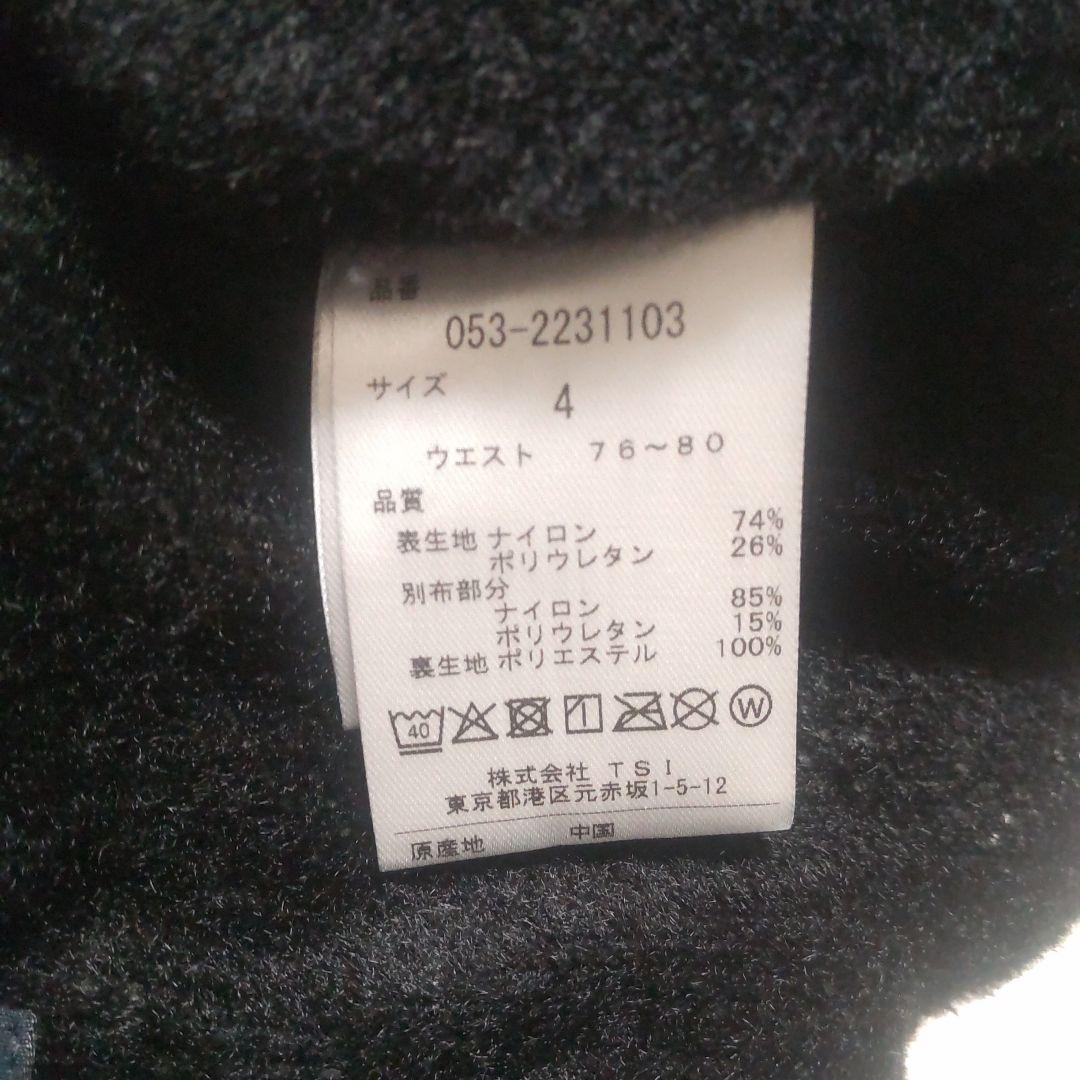 品番
053-2231103
サイズ 4
ウエスト 76〜80
品質
表生地 ナイロン 74%
ポリウレタン 26%
別布部分
ナイロン 85%
ポリウレタン 15%
裏生地 ポリエステル 100%
40 W
株式会社 TSI
東京都港区元赤坂1-5-12
原産地 中国